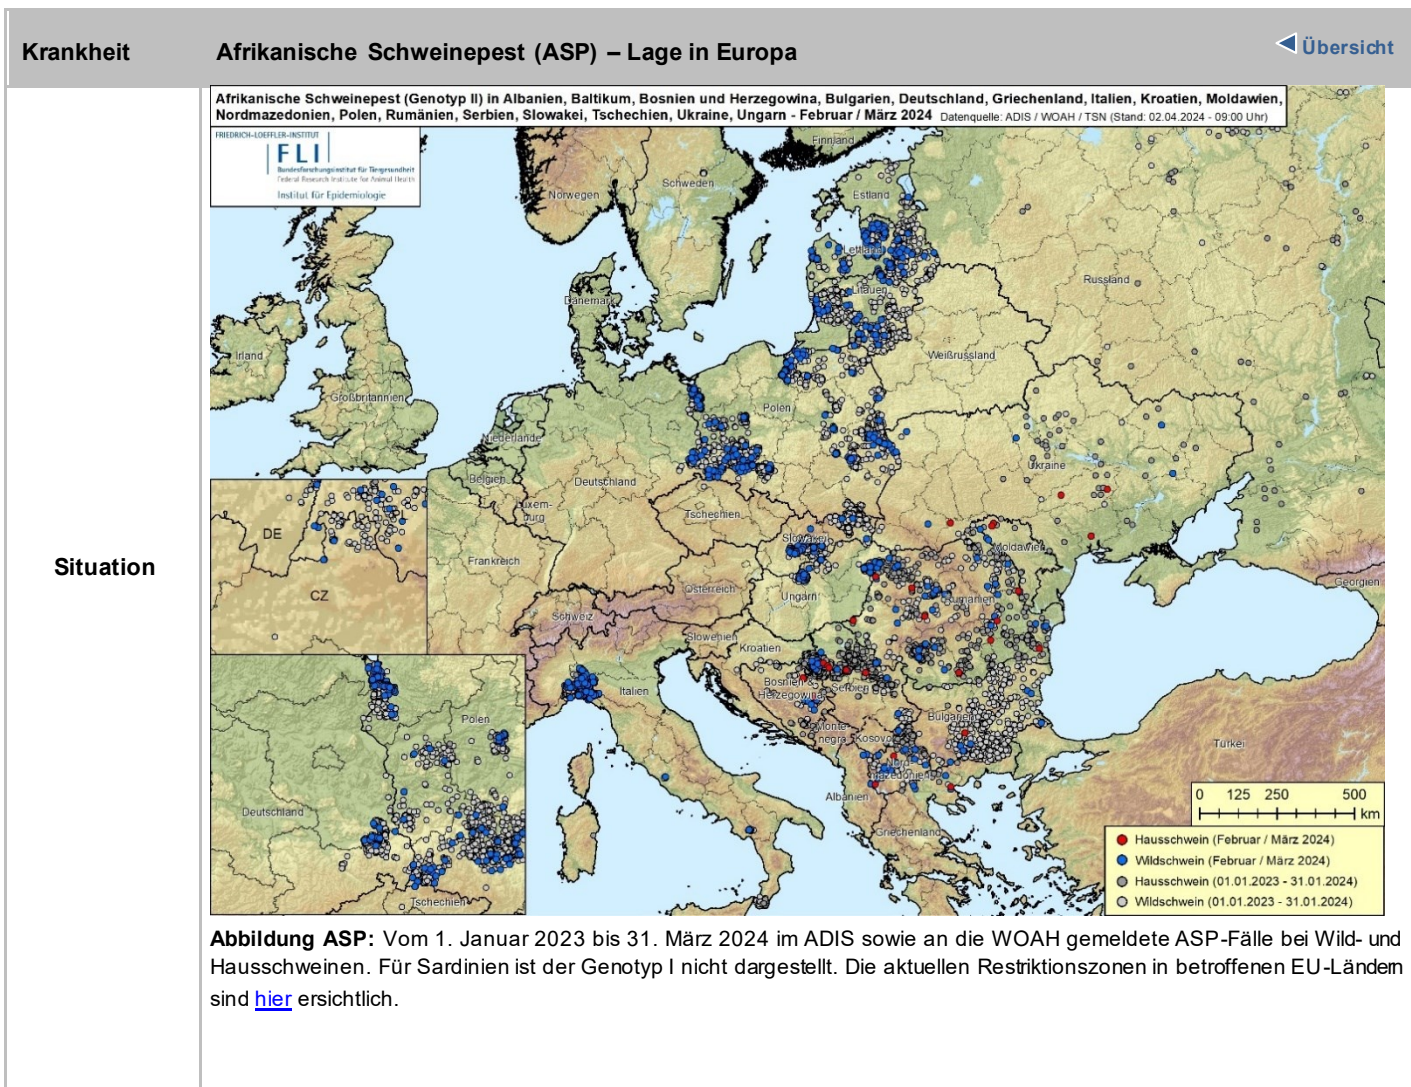 Krankheit
Afrikanische Schweinepest (ASP) – Lage in Europa
Übersicht
Afrikanische Schweinepest (Genotyp II) in Albanien, Baltikum, Bosnien und Herzegowina, Bulgarien, Deutschland, Griechenland, Italien, Kroatien, Moldawien,
Nordmazedonien, Polen, Rumänien, Serbien, Slowakei, Tschechien, Ukraine, Ungarn - Februar / März 2024 Datenquelle: ADIS / WOAH / TSN (Stand: 02.04.2024 - 09:00 Uhr)
FRIEDRICH-LOEFFLER-INSTITUT
FLI
Bundesforschungsinstitut für Tiergesundheit
Federal Research Institute for Animal Health
Institut für Epidemiologie
Finnland
Norwegen
Schweden
Estland
Lettland
Russland
Litauen
Dänemark
Irland
Weißrussland
Großbritannien
Polen
Niederlande
Ukraine
Belgien
Deutschland
Luxem-
burg
Tschechien
DE
Slowakei
Moldawien
Frankreich
Georgien
CZ
Österreich
Ungarn
Rumänien
Schweiz
Slowenien
Kroatien
Bosnien &
Herzegowina
Serbien
Italien
Polen
Bulgarien
Monte-
negro
Kosovo
Türkei
Nord-
mazedonien
Albanien
Deutschland
Griechenland
Tschechien
0 125 250 500
km
Hausschwein (Februar / März 2024)
Wildschwein (Februar / März 2024)
Hausschwein (01.01.2023 - 31.01.2024)
Wildschwein (01.01.2023 - 31.01.2024)
Situation
Abbildung ASP: Vom 1. Januar 2023 bis 31. März 2024 im ADIS sowie an die WOAH gemeldete ASP-Fälle bei Wild- und
Hausschweinen. Für Sardinien ist der Genotyp I nicht dargestellt. Die aktuellen Restriktionszonen in betroffenen EU-Ländern
sind hier ersichtlich.